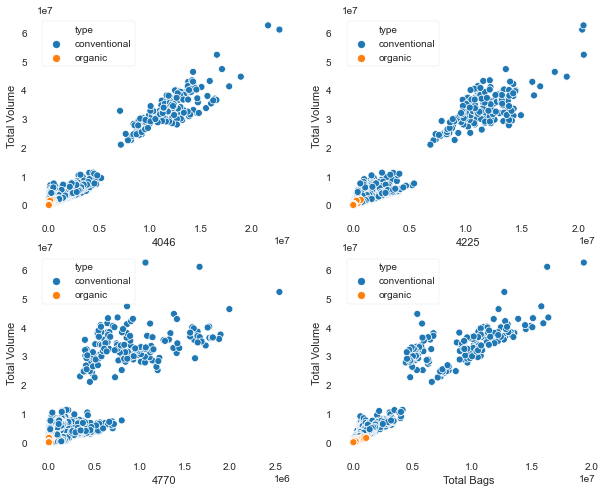 1e7
type
conventional
organic
Total Volume
6
5
4
3
2
1
0
0.0 0.5 1.0 1.5 2.0
4046
1e7
1e7
type
conventional
organic
Total Volume
6
5
4
3
2
1
0
0.0 0.5 1.0 1.5 2.0
4225
1e7
1e7
type
conventional
organic
Total Volume
6
5
4
3
2
1
0
0.0 0.5 1.0 1.5 2.0 2.5
4770
1e6
1e7
type
conventional
organic
Total Volume
6
5
4
3
2
1
0
0.0 0.5 1.0 1.5 2.0
Total Bags
1e7